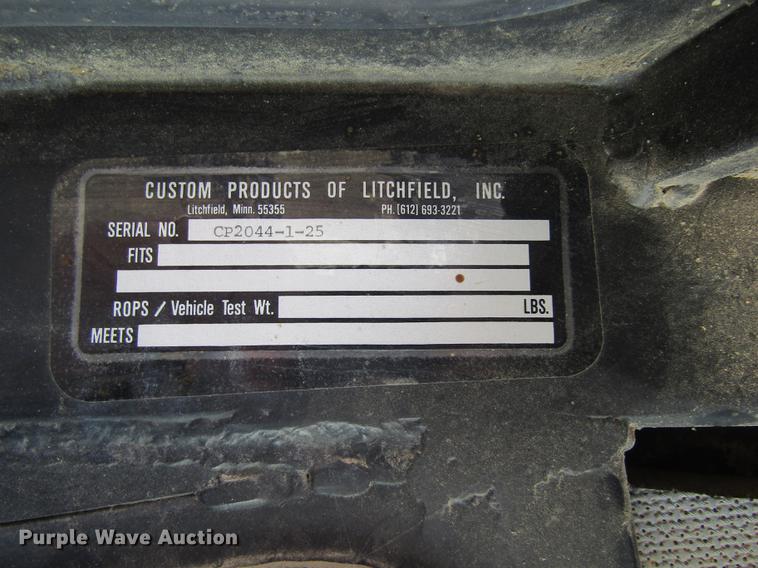 CUSTOM PRODUCTS OF LITCHFIELD, INC.
Litchfield, Minn. 55355 PH. (612) 693-3221
SERIAL NO. CP2044-1-25
FITS
ROPS / Vehicle Test Wt. LBS.
MEETS
Purple Wave Auction